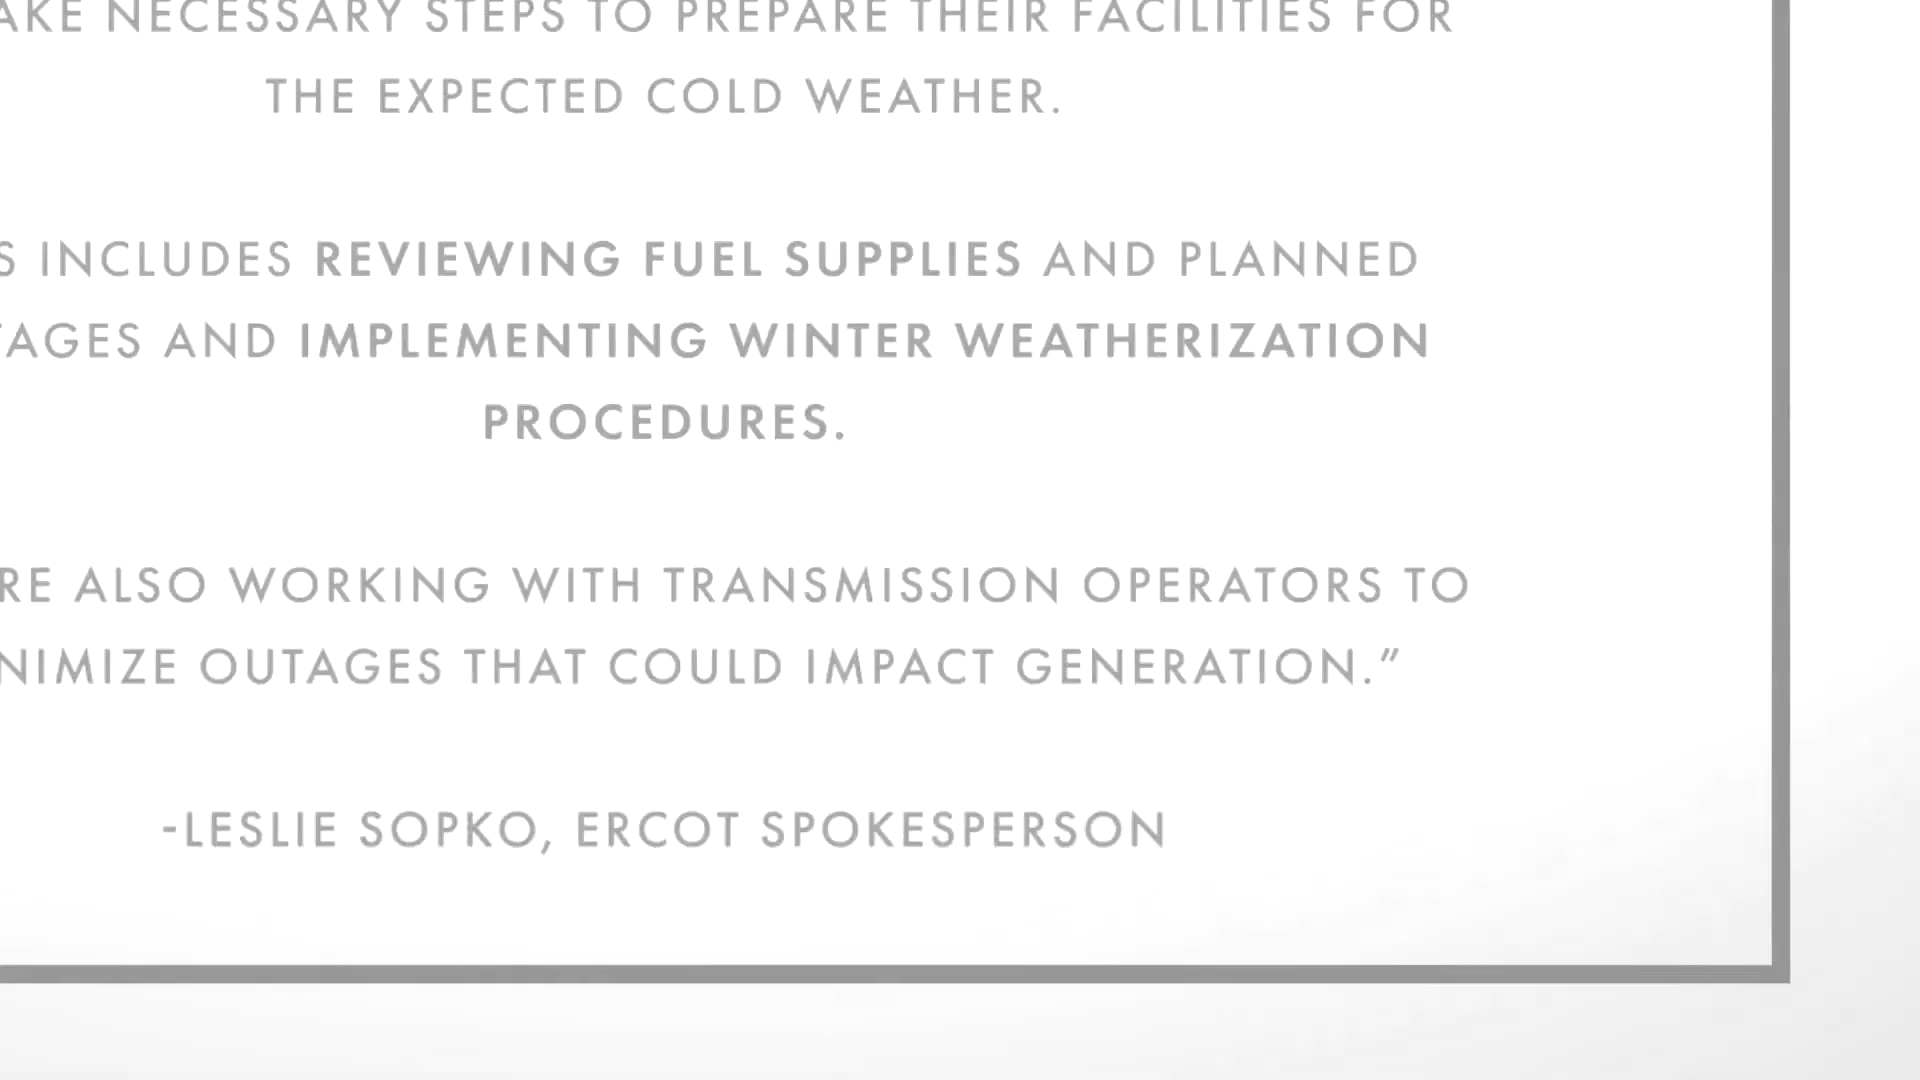 AKE NECESSARY STEPS TO PREPARE THEIR FACILITIES FOR
THE EXPECTED COLD WEATHER.
S INCLUDES REVIEWING FUEL SUPPLIES AND PLANNED
TAGES AND IMPLEMENTING WINTER WEATHERIZATION
PROCEDURES.
RE ALSO WORKING WITH TRANSMISSION OPERATORS TO
NIMIZE OUTAGES THAT COULD IMPACT GENERATION.”
-LESLIE SOPKO, ERCOT SPOKESPERSON